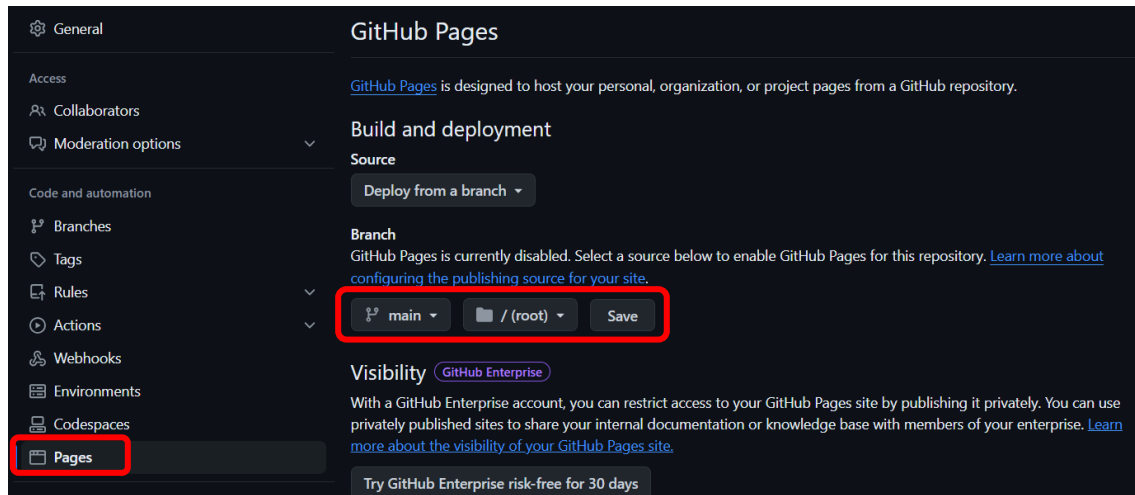 General
Access
Collaborators
Moderation options
Code and automation
Branches
Tags
Rules
Actions
Webhooks
Environments
Codespaces
Pages
GitHub Pages
GitHub Pages is designed to host your personal, organization, or project pages from a GitHub repository.
Build and deployment
Source
Deploy from a branch
Branch
GitHub Pages is currently disabled. Select a source below to enable GitHub Pages for this repository. Learn more about
configuring the publishing source for your site.
main / (root) Save
Visibility GitHub Enterprise
With a GitHub Enterprise account, you can restrict access to your GitHub Pages site by publishing it privately. You can use
privately published sites to share your internal documentation or knowledge base with members of your enterprise. Learn
more about the visibility of your GitHub Pages site.
Try GitHub Enterprise risk-free for 30 days